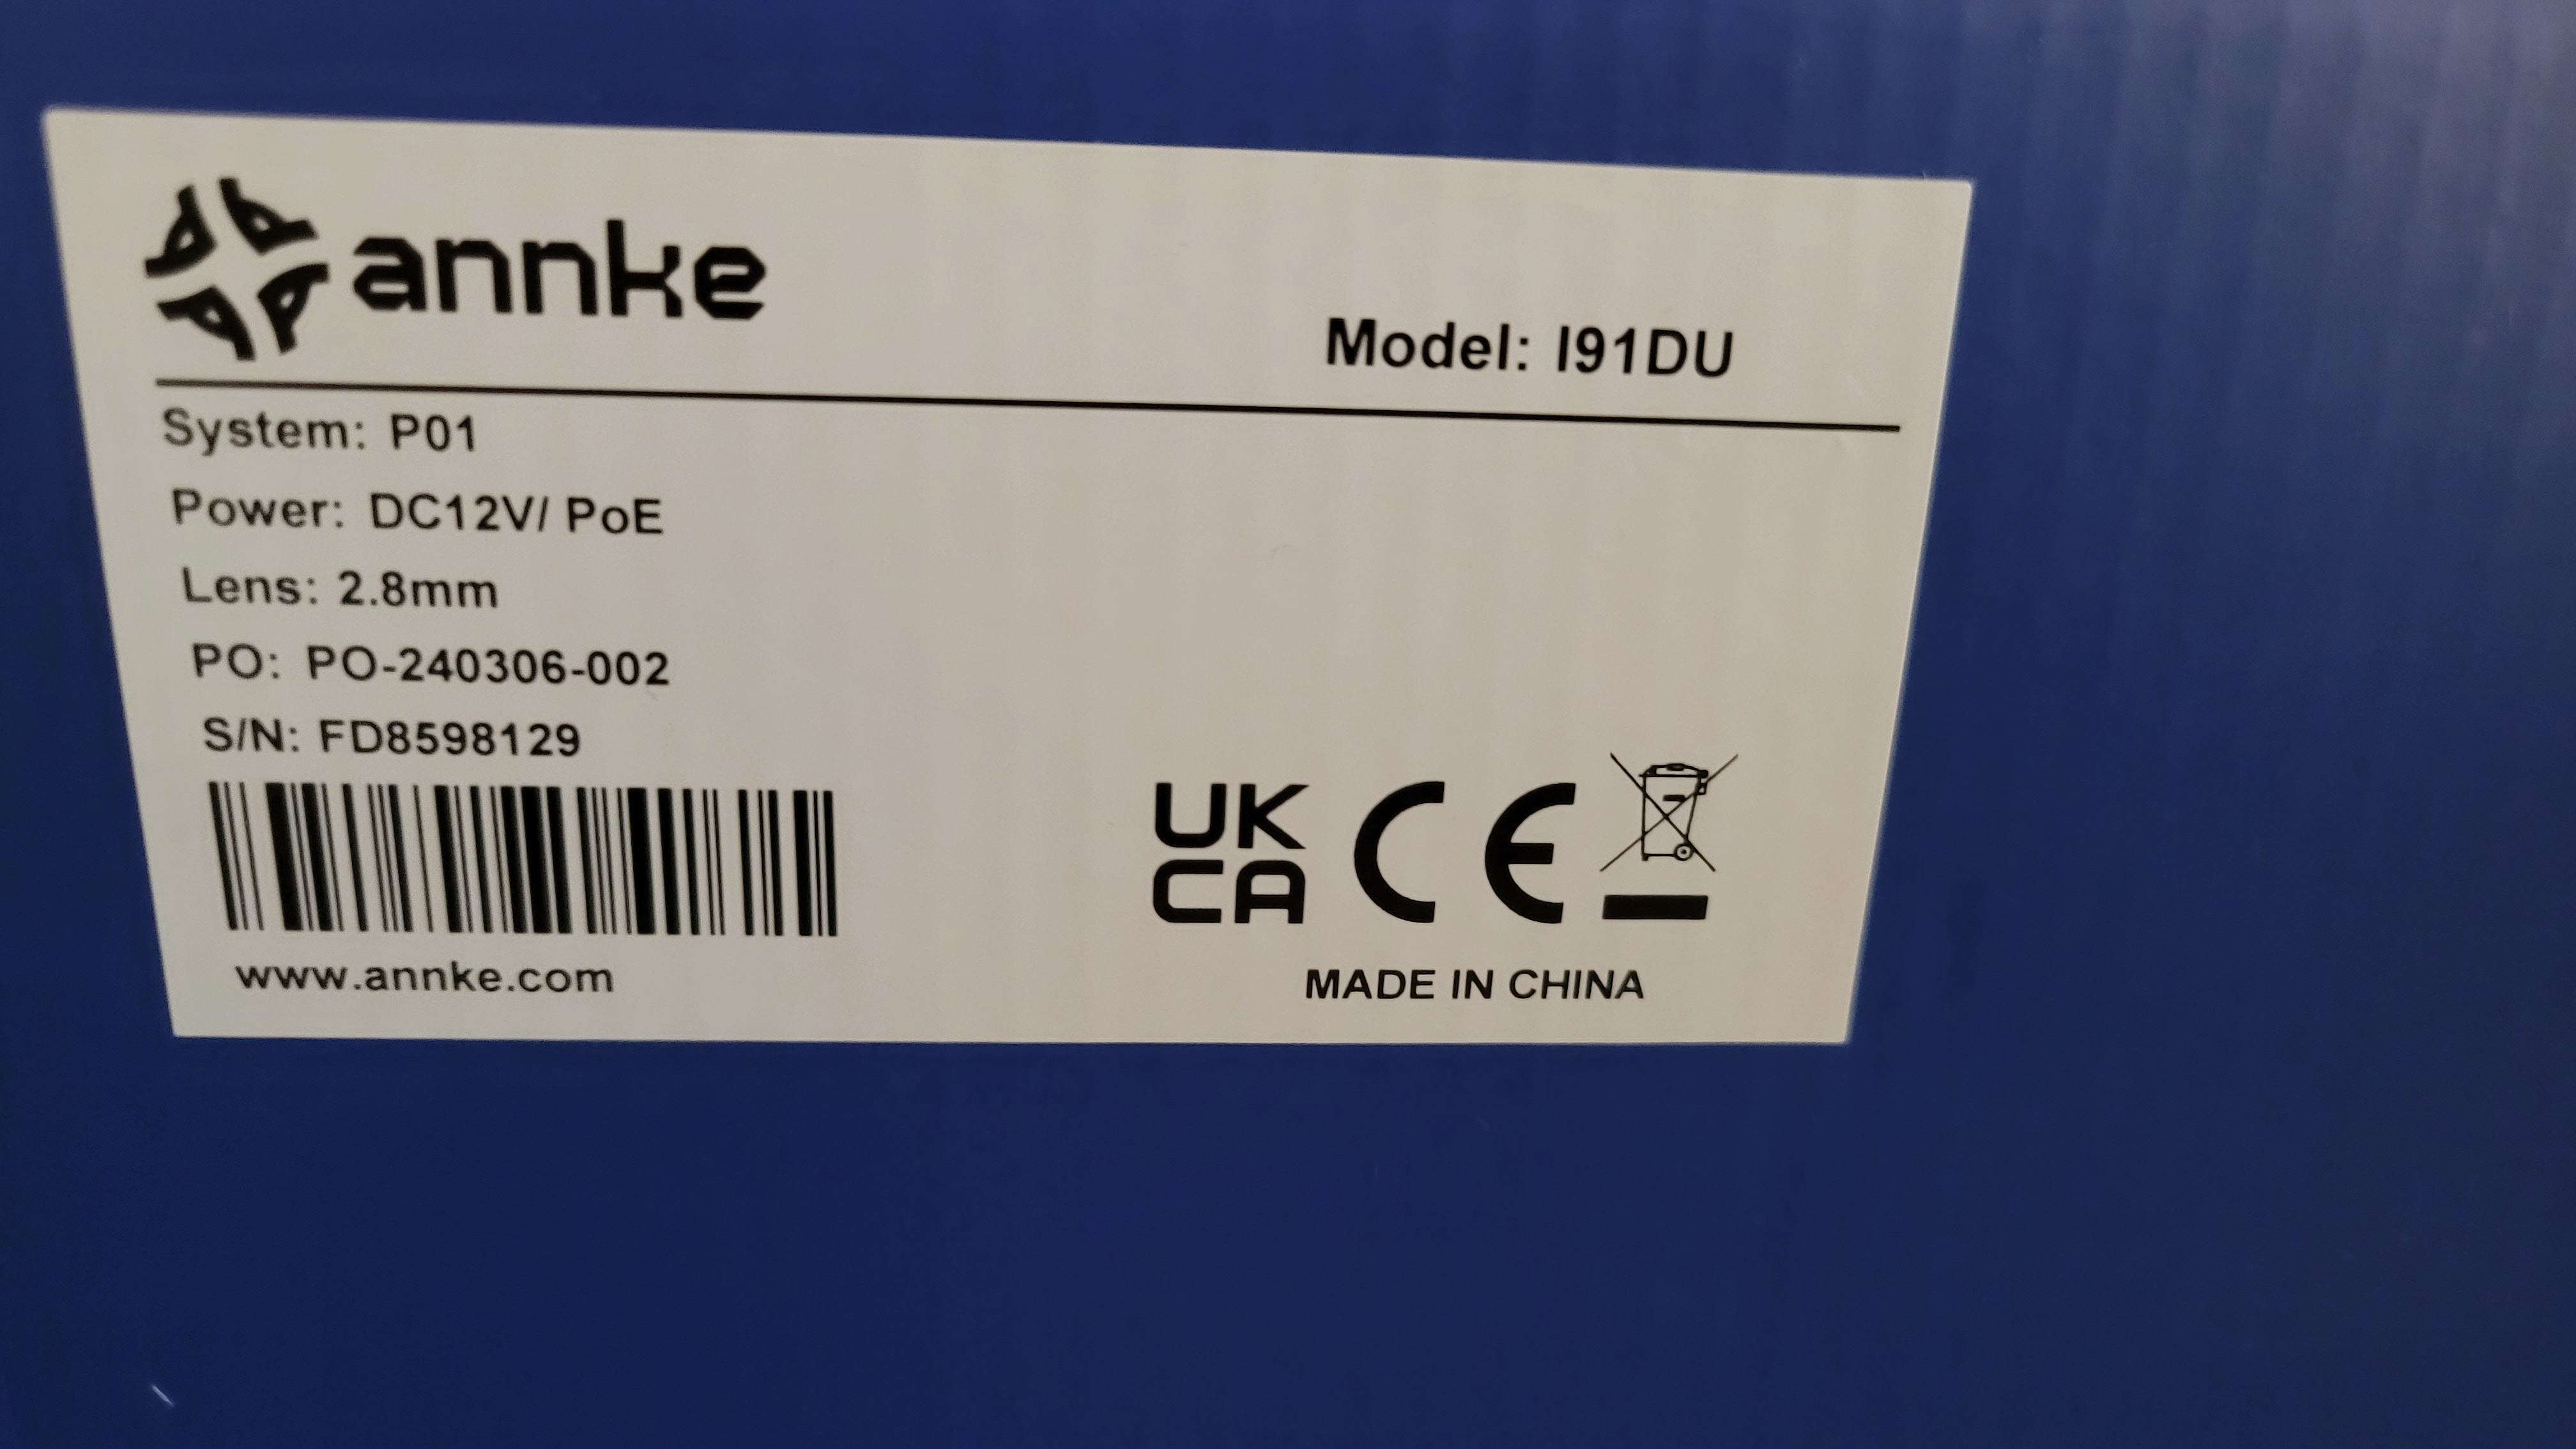 annke
Model: I91DU
System: P01
Power: DC12V/ PoE
Lens: 2.8mm
PO: PO-240306-002
S/N: FD8598129
UK
CA
CE
www.annke.com
MADE IN CHINA